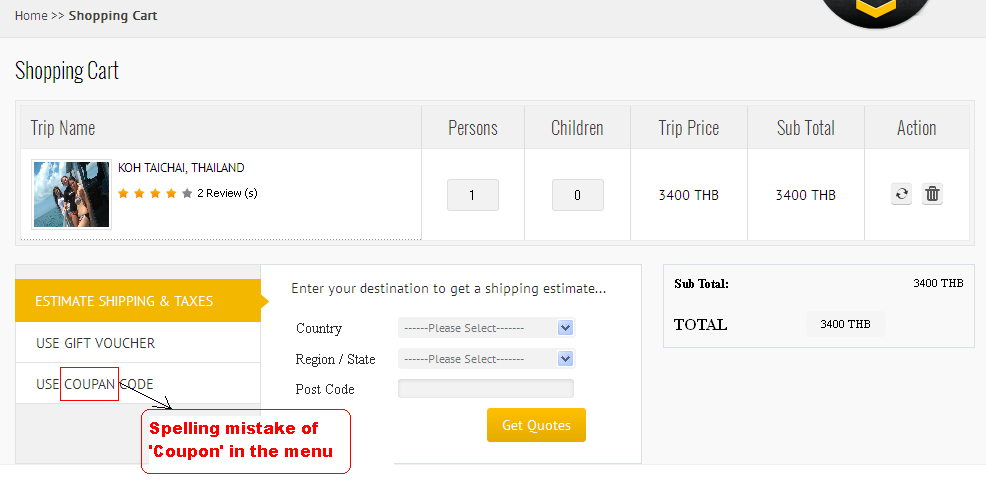 Home >> Shopping Cart
Shopping Cart
Trip Name Persons Children Trip Price Sub Total Action
KOH TAICHAI, THAILAND
2 Review (s)
1 0 3400 THB 3400 THB
ESTIMATE SHIPPING & TAXES
USE GIFT VOUCHER
USE COUPAN CODE
Enter your destination to get a shipping estimate...
Country ------Please Select-------
Region / State ------Please Select-------
Post Code
Get Quotes
Sub Total: 3400 THB
TOTAL 3400 THB
Spelling mistake of
'Coupon' in the menu